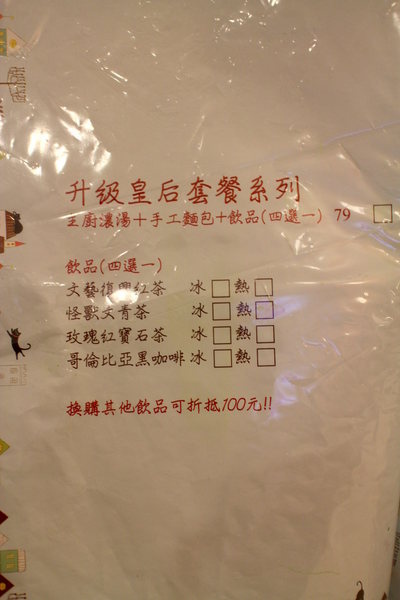 升級皇后套餐系列
主廚濃湯+手工麵包+飲品(四選一) 79 □
飲品(四選一)
文藝復興紅茶 冰□熱□
怪獸文青茶 冰□熱□
玫瑰紅寶石茶 冰□熱□
哥倫比亞黑咖啡 冰□熱□
換購其他飲品可折抵100元!!